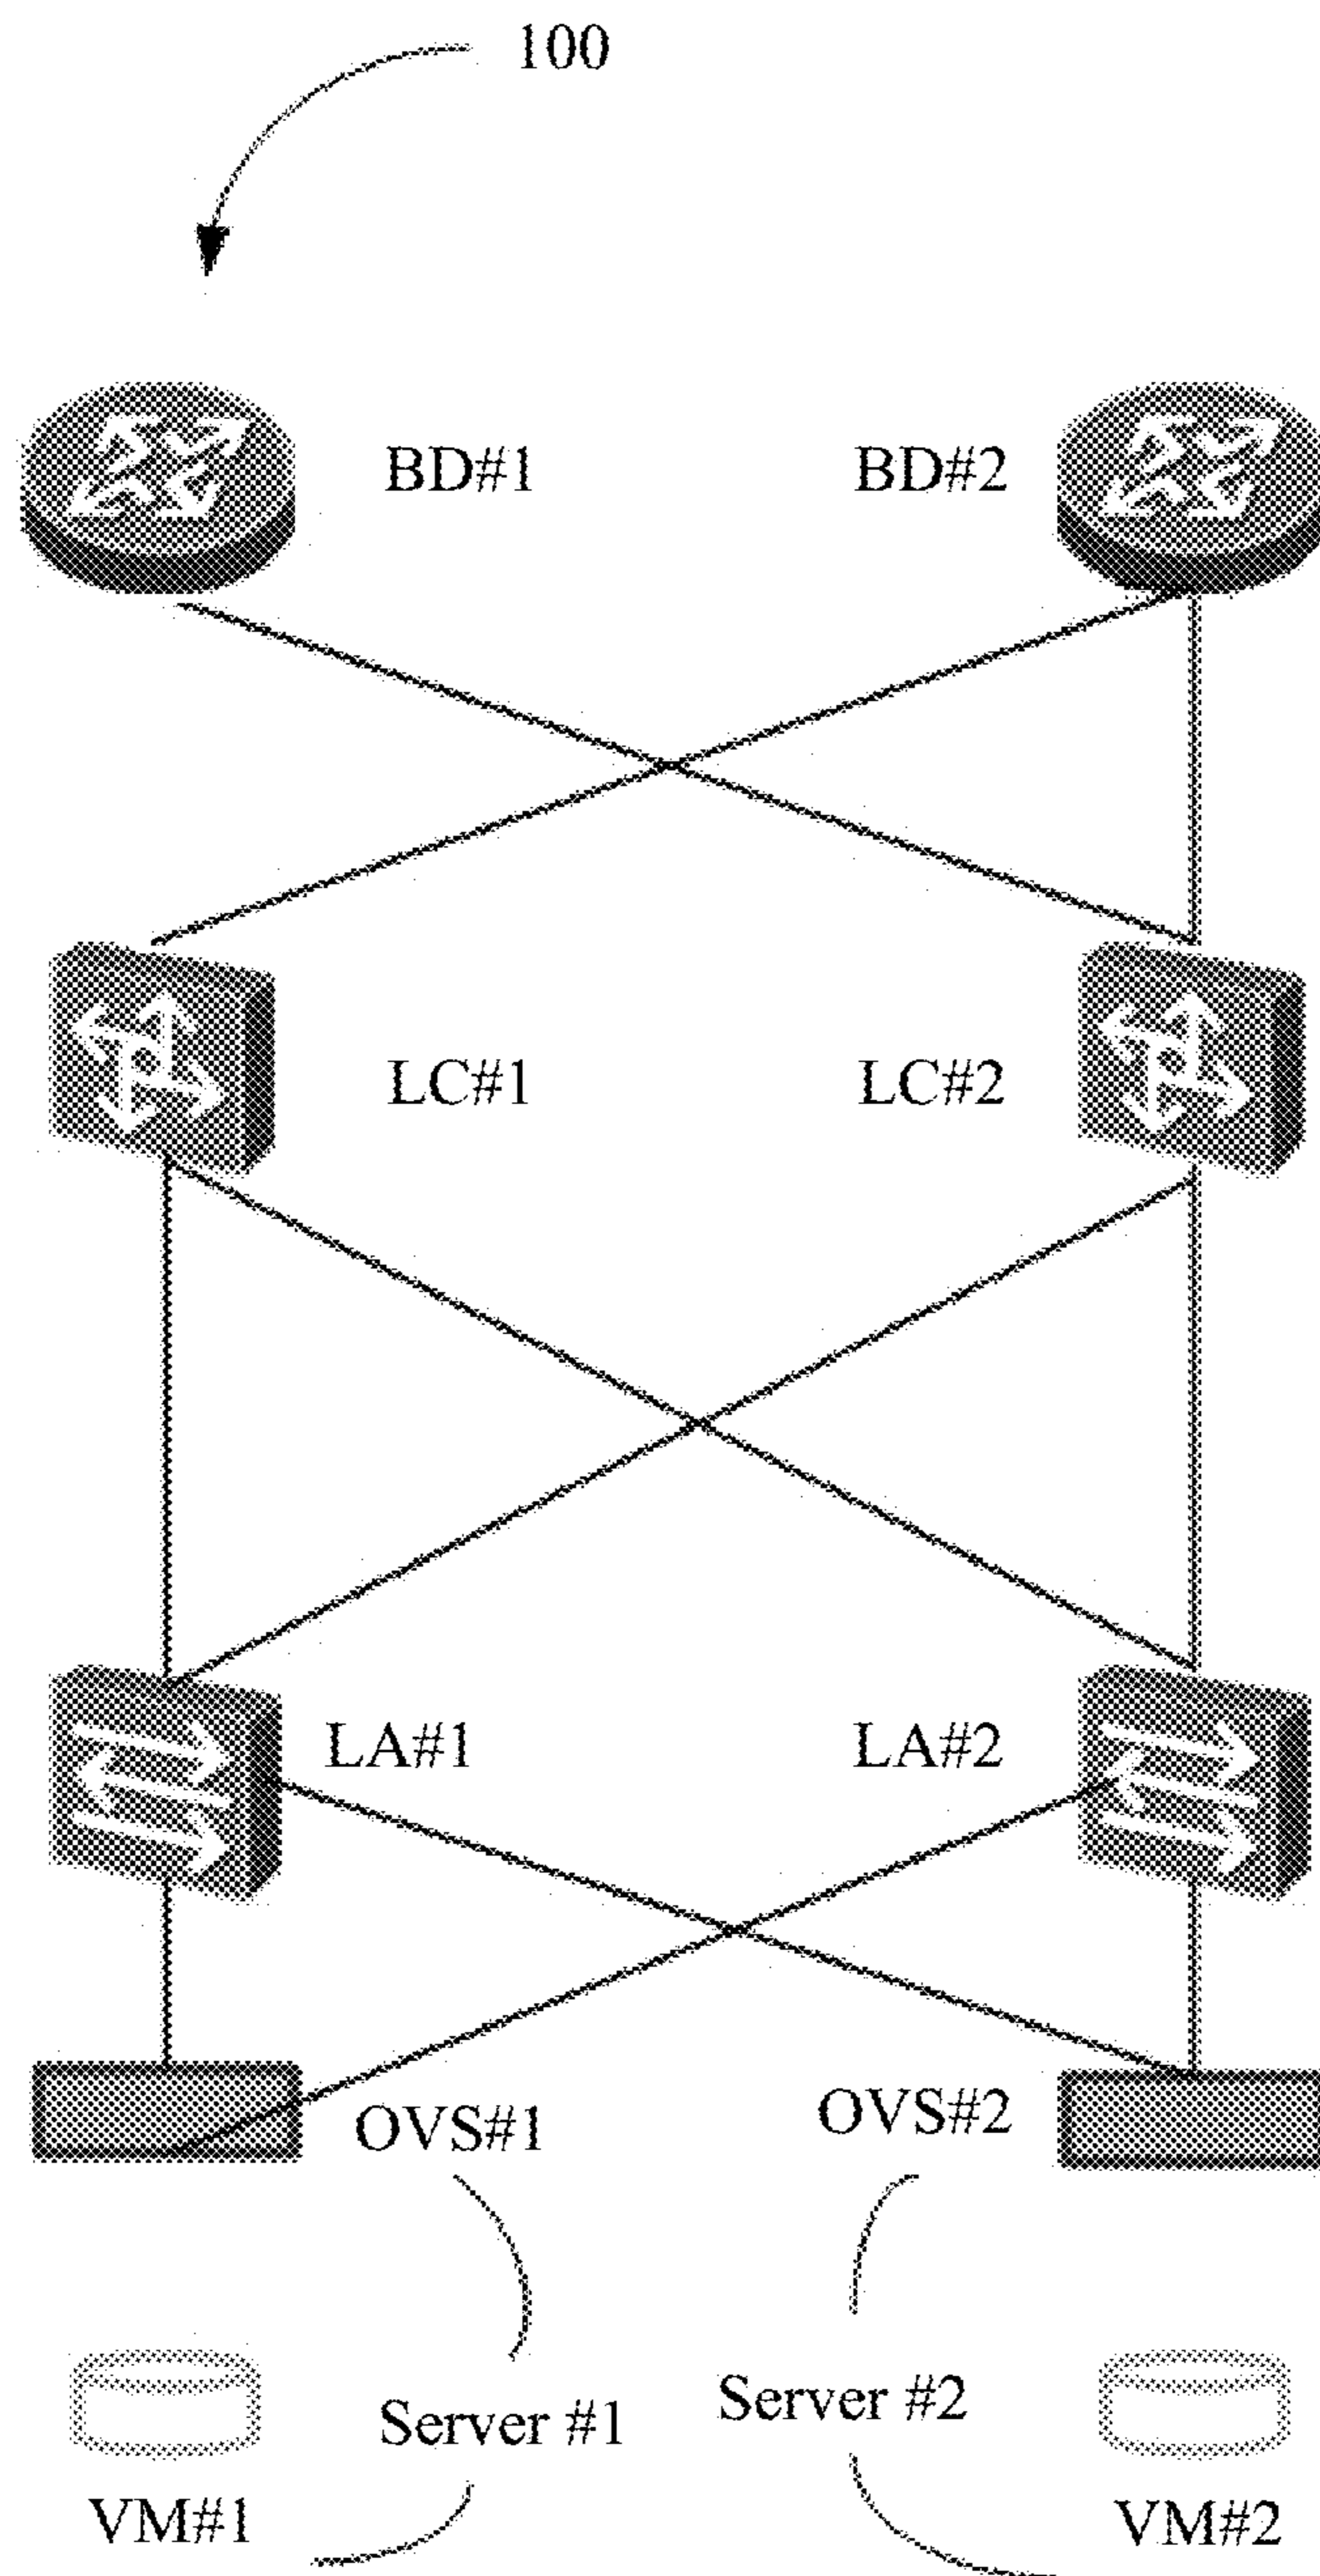 100
BD#1 BD#2
LC#1 LC#2
LA#1 LA#2
OVS#1 OVS#2
Server #1 Server #2
VM#1 VM#2